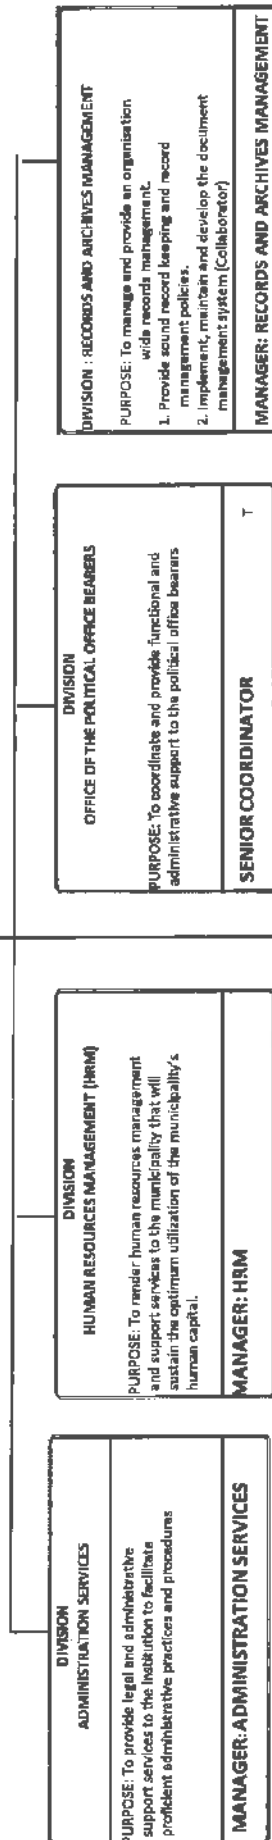 DIVISION
ADMINISTRATION SERVICES
PURPOSE: To provide legal and administrative
support services to the institution to facilitate
proficient administrative practices and procedures
MANAGER: ADMINISTRATION SERVICES
DIVISION
HUMAN RESOURCES MANAGEMENT (HRM)
PURPOSE: To render human resources management
and support services to the municipality that will
sustain the optimum utilization of the municipality's
human capital.
MANAGER: HRM
DIVISION
OFFICE OF THE POLITICAL OFFICE BEARERS
PURPOSE: To coordinate and provide functional and
administrative support to the political office bearers
SENIOR COORDINATOR T
DIVISION : RECORDS AND ARCHIVES MANAGEMENT
PURPOSE: To manage and provide an organisation
wide records management.
1. Provide sound record keeping and record
management policies.
2. Implement, maintain and develop the document
management system (Collaborator)
MANAGER: RECORDS AND ARCHIVES MANAGEMENT